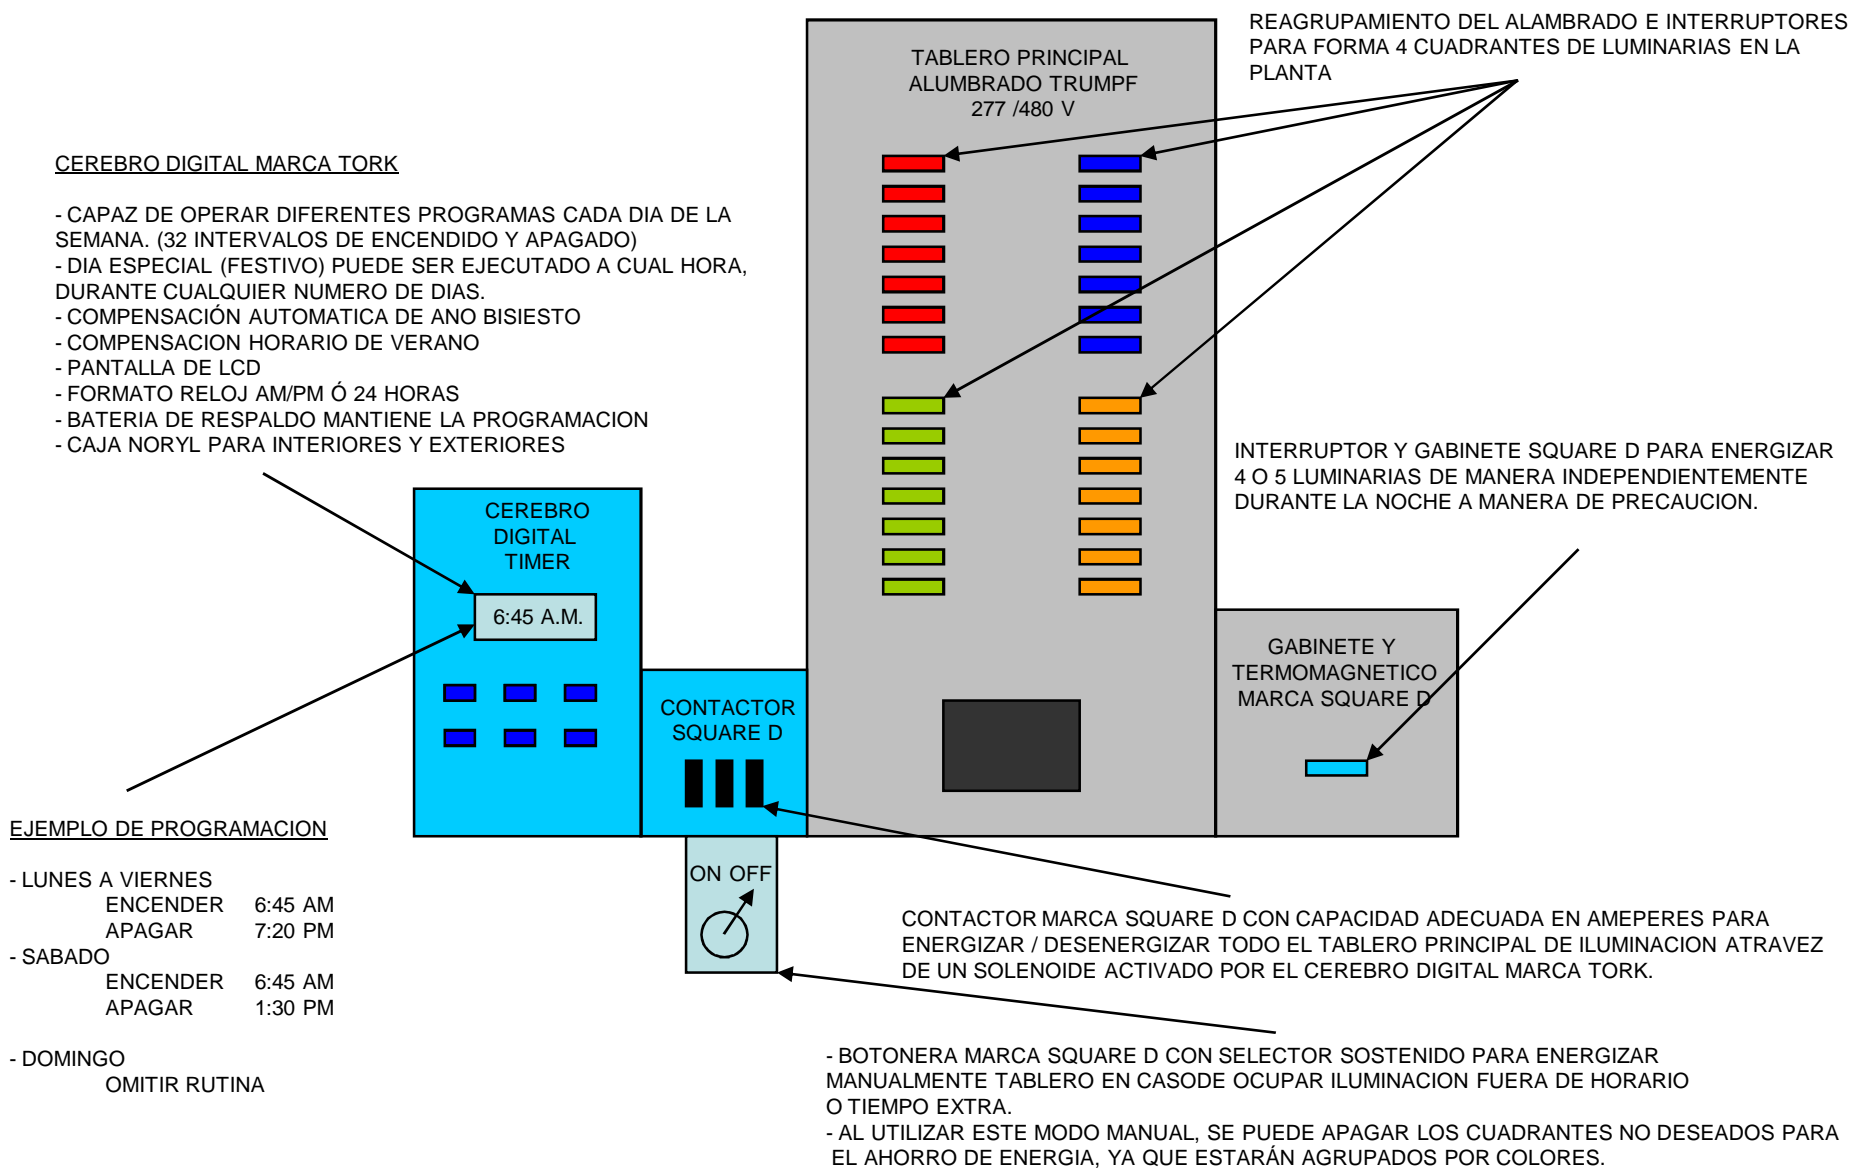 REAGRUPAMIENTO DEL ALAMBRADO E INTERRUPTORES
PARA FORMA 4 CUADRANTES DE LUMINARIAS EN LA
PLANTA
TABLERO PRINCIPAL
ALUMBRADO TRUMPF
277 /480 V
CEREBRO DIGITAL MARCA TORK
- CAPAZ DE OPERAR DIFERENTES PROGRAMAS CADA DIA DE LA
SEMANA. (32 INTERVALOS DE ENCENDIDO Y APAGADO)
- DIA ESPECIAL (FESTIVO) PUEDE SER EJECUTADO A CUAL HORA,
DURANTE CUALQUIER NUMERO DE DIAS.
- COMPENSACIÓN AUTOMATICA DE ANO BISIESTO
- COMPENSACION HORARIO DE VERANO
- PANTALLA DE LCD
- FORMATO RELOJ AM/PM Ó 24 HORAS
- BATERIA DE RESPALDO MANTIENE LA PROGRAMACION
- CAJA NORYL PARA INTERIORES Y EXTERIORES
INTERRUPTOR Y GABINETE SQUARE D PARA ENERGIZAR
4 O 5 LUMINARIAS DE MANERA INDEPENDIENTEMENTE
DURANTE LA NOCHE A MANERA DE PRECAUCION.
CEREBRO
DIGITAL
TIMER
6:45 A.M.
GABINETE Y
TERMOMAGNETICO
MARCA SQUARE D
CONTACTOR
SQUARE D
EJEMPLO DE PROGRAMACION
- LUNES A VIERNES
ENCENDER 6:45 AM
APAGAR 7:20 PM
- SABADO
ENCENDER 6:45 AM
APAGAR 1:30 PM
- DOMINGO
OMITIR RUTINA
ON OFF
CONTACTOR MARCA SQUARE D CON CAPACIDAD ADECUADA EN AMEPERES PARA
ENERGIZAR / DESENERGIZAR TODO EL TABLERO PRINCIPAL DE ILUMINACION ATRAVEZ
DE UN SOLENOIDE ACTIVADO POR EL CEREBRO DIGITAL MARCA TORK.
- BOTONERA MARCA SQUARE D CON SELECTOR SOSTENIDO PARA ENERGIZAR
MANUALMENTE TABLERO EN CASODE OCUPAR ILUMINACION FUERA DE HORARIO
O TIEMPO EXTRA.
- AL UTILIZAR ESTE MODO MANUAL, SE PUEDE APAGAR LOS CUADRANTES NO DESEADOS PARA
EL AHORRO DE ENERGIA, YA QUE ESTARÁN AGRUPADOS POR COLORES.